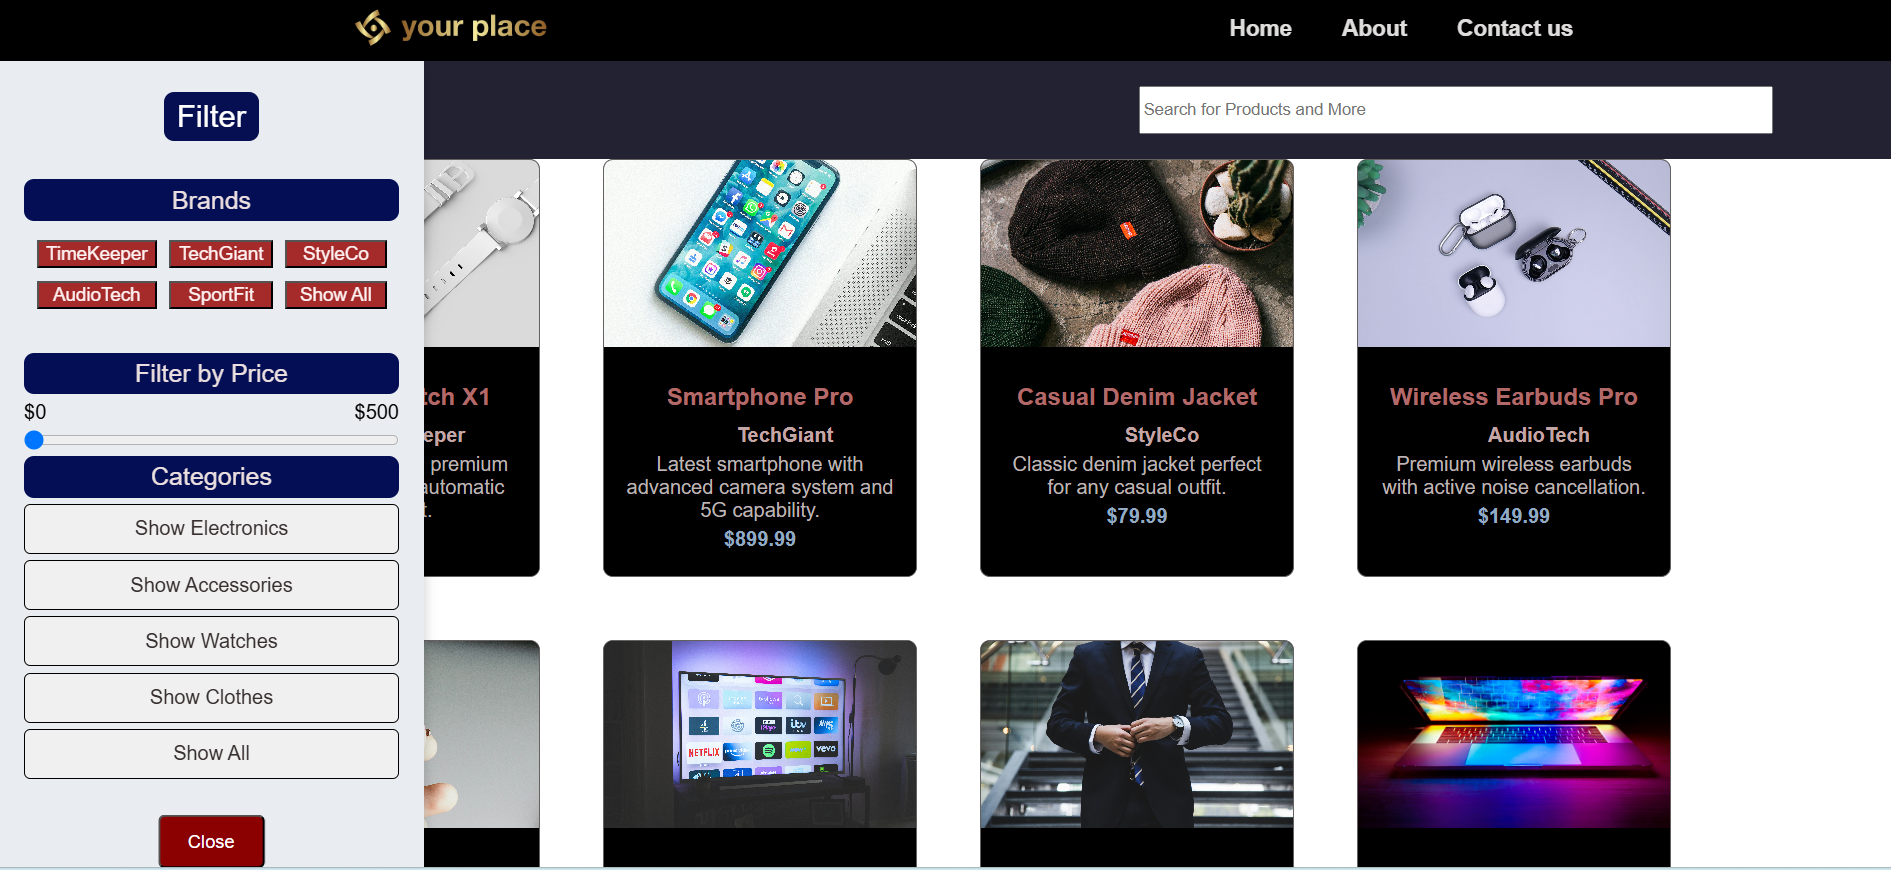 your place
Home
About
Contact us
Filter
Search for Products and More
Brands
TimeKeeper
TechGiant
StyleCo
AudioTech
SportFit
Show All
Filter by Price
$0
$500
Categories
Show Electronics
Show Accessories
Show Watches
Show Clothes
Show All
Close
tch X1
eper
premium
automatic
t.
Smartphone Pro
TechGiant
Latest smartphone with
advanced camera system and
5G capability.
$899.99
Casual Denim Jacket
StyleCo
Classic denim jacket perfect
for any casual outfit.
$79.99
Wireless Earbuds Pro
AudioTech
Premium wireless earbuds
with active noise cancellation.
$149.99
NETFLIX
itv
vevo